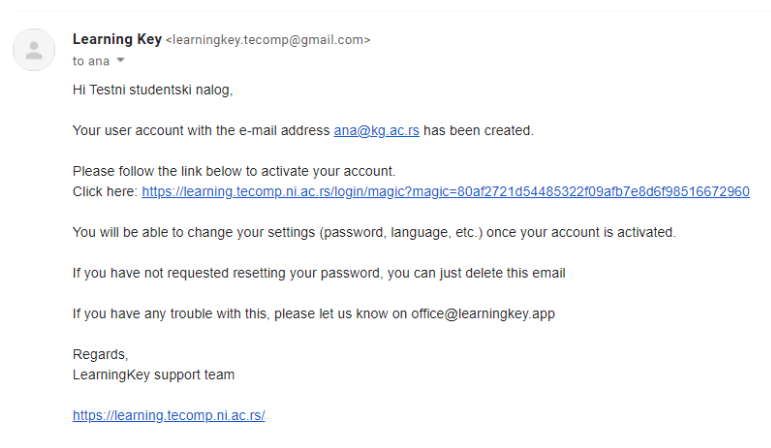 Learning Key <learningkey.tecomp@gmail.com>
to ana
Hi Testni studentski nalog,
Your user account with the e-mail address ana@kg.ac.rs has been created.
Please follow the link below to activate your account.
Click here: https://learning.tecomp.ni.ac.rs/login/magic?magic=80af2721d54485322f09afb7e8d6f98516672960
You will be able to change your settings (password, language, etc.) once your account is activated.
If you have not requested resetting your password, you can just delete this email
If you have any trouble with this, please let us know on office@learningkey.app
Regards,
LearningKey support team
https://learning.tecomp.ni.ac.rs/